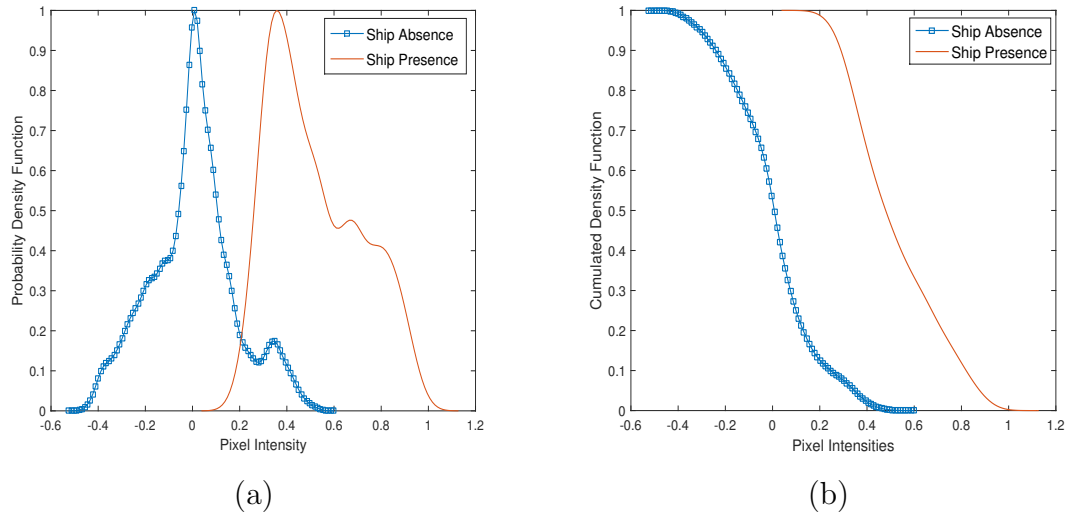 1
0.9
0.8
0.7
0.6
0.5
0.4
0.3
0.2
0.1
0
Probability Density Function
Ship Absence
Ship Presence
-0.6 -0.4 -0.2 0 0.2 0.4 0.6 0.8 1 1.2
Pixel Intensity
(a)
1
0.9
0.8
0.7
0.6
0.5
0.4
0.3
0.2
0.1
0
Cumulated Density Function
Ship Absence
Ship Presence
-0.6 -0.4 -0.2 0 0.2 0.4 0.6 0.8 1 1.2
Pixel Intensities
(b)